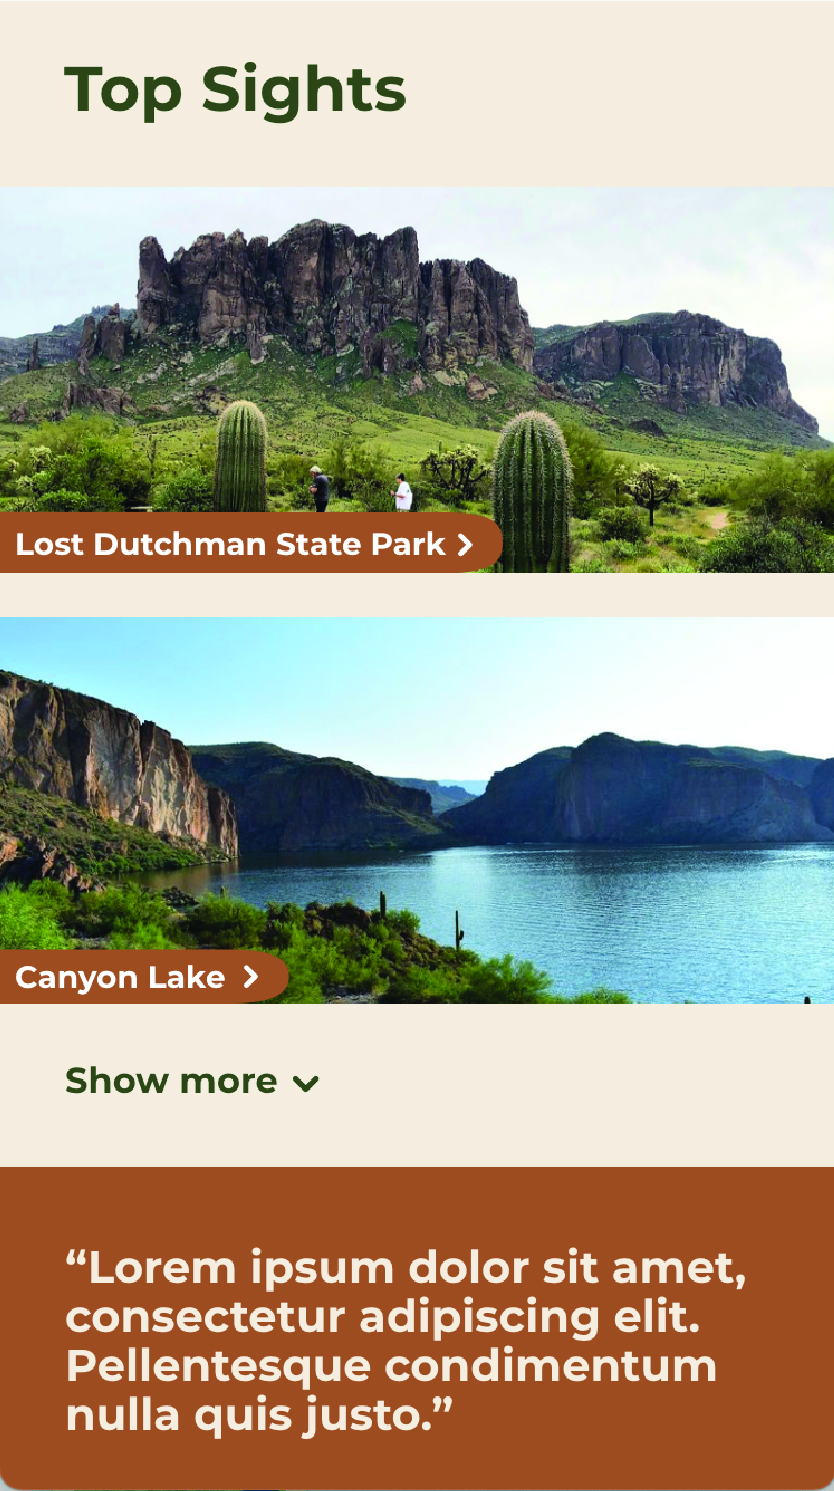 Top Sights
Lost Dutchman State Park
Canyon Lake
Show more
“Lorem ipsum dolor sit amet,
consectetur adipiscing elit.
Pellentesque condimentum
nulla quis justo.”